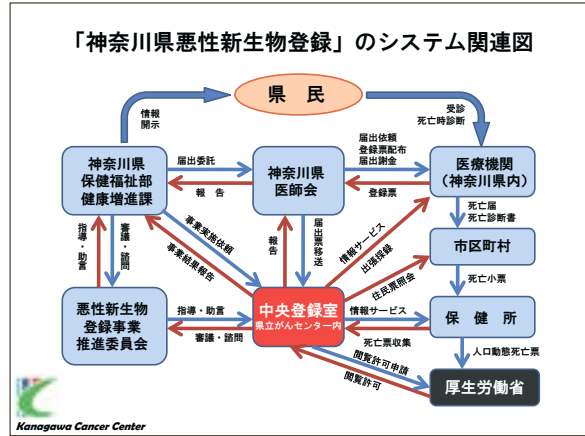 「神奈川県悪性新生物登録」のシステム関連図
県 民
情報
開示
受診
死亡時診断
神奈川県
保健福祉部
健康増進課
届出委託
報 告
神奈川県
医師会
届出依頼
登録票配布
届出謝金
登録票
医療機関
（神奈川県内）
死亡届
死亡診断書
指導・助言
審議・諮問
事業実施依頼
事業結果報告
報告
届出票移送
情報サービス
出張採録
住民票照会
市区町村
死亡小票
悪性新生物
登録事業
推進委員会
指導・助言
審議・諮問
中央登録室
県立がんセンター内
情報サービス
死亡票収集
保 健 所
閲覧許可申請
閲覧許可
人口動態死亡票
厚生労働省
Kanagawa Cancer Center